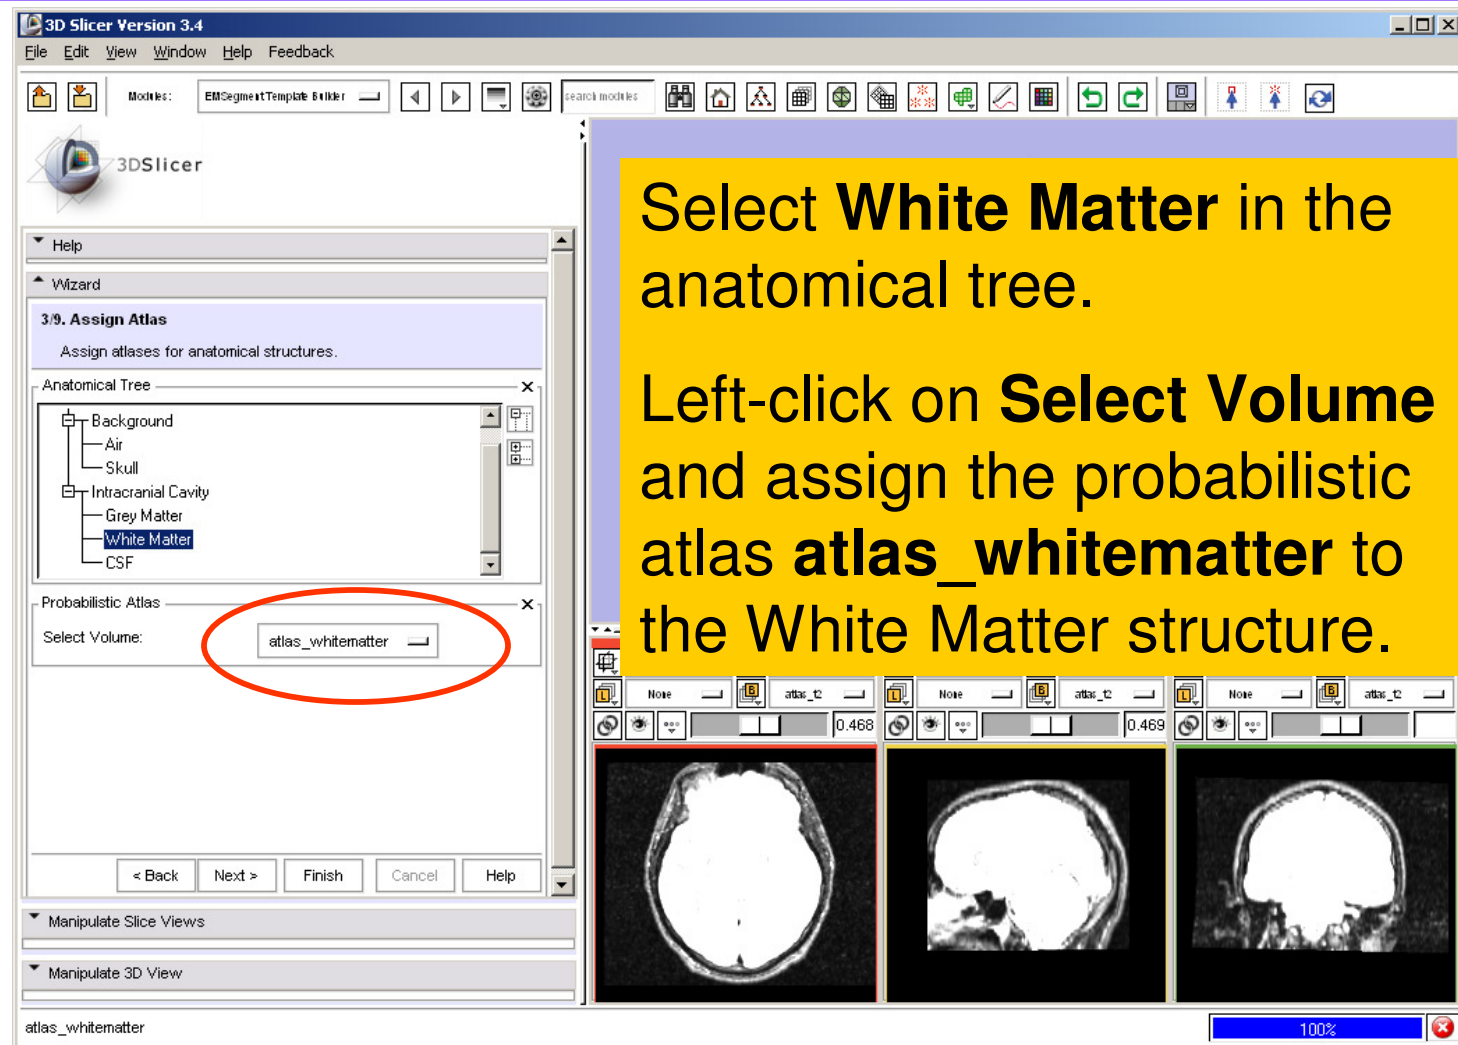 3D Slicer Version 3.4
File Edit View Window Help Feedback
Modules: EMSegmentTemplate Builder search modules
3DSlicer
Help
Wizard
3/9. Assign Atlas
Assign atlases for anatomical structures.
Anatomical Tree
Background
Air
Skull
Intracranial Cavity
Grey Matter
White Matter
CSF
Probabilistic Atlas
Select Volume: atlas_whitematter
< Back Next > Finish Cancel Help
Manipulate Slice Views
Manipulate 3D View
atlas_whitematter
Select White Matter in the
anatomical tree.
Left-click on Select Volume
and assign the probabilistic
atlas atlas_whitematter to
the White Matter structure.
L None B atlas_t2 L None B atlas_t2 L None B atlas_t2
0.468 0.469
100%